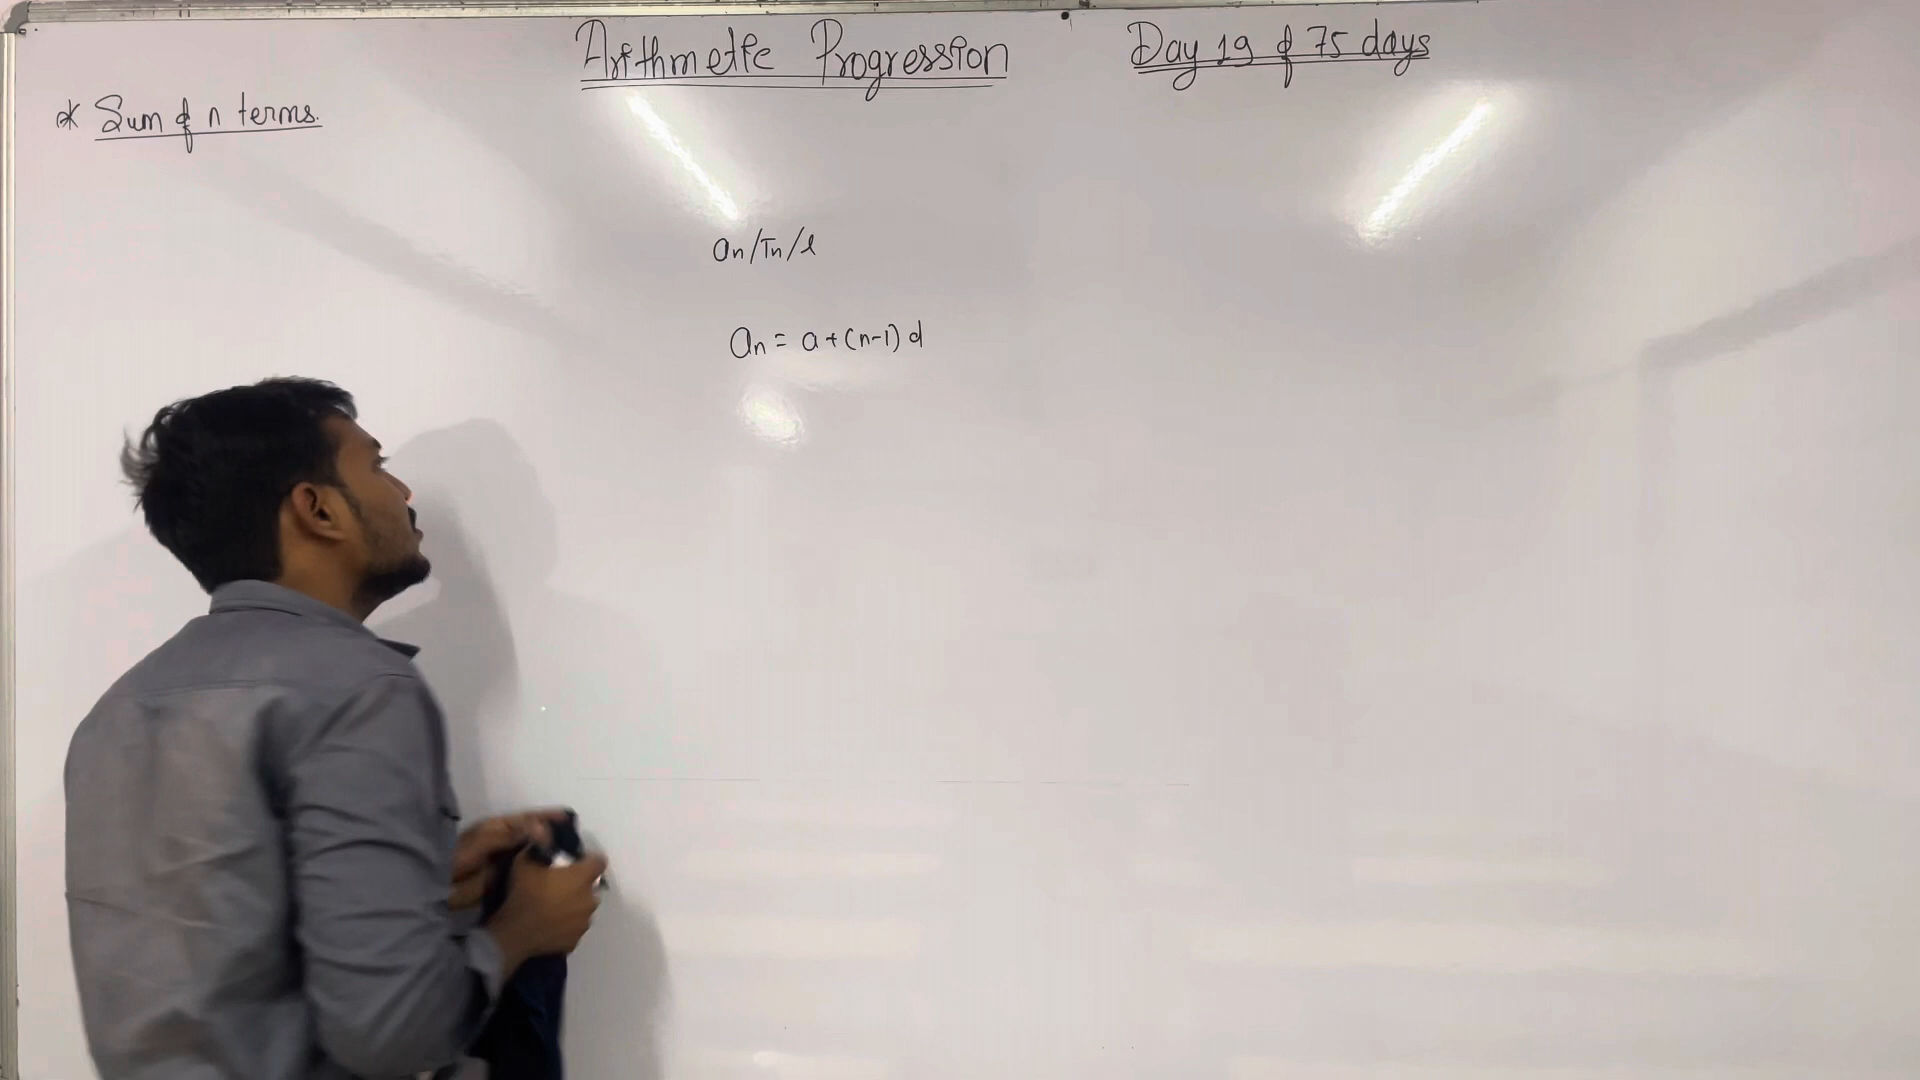 Arithmetic Progression
Day 19 of 75 days
* Sum of n terms.
an/Tn/l
an = a+(n-1) d